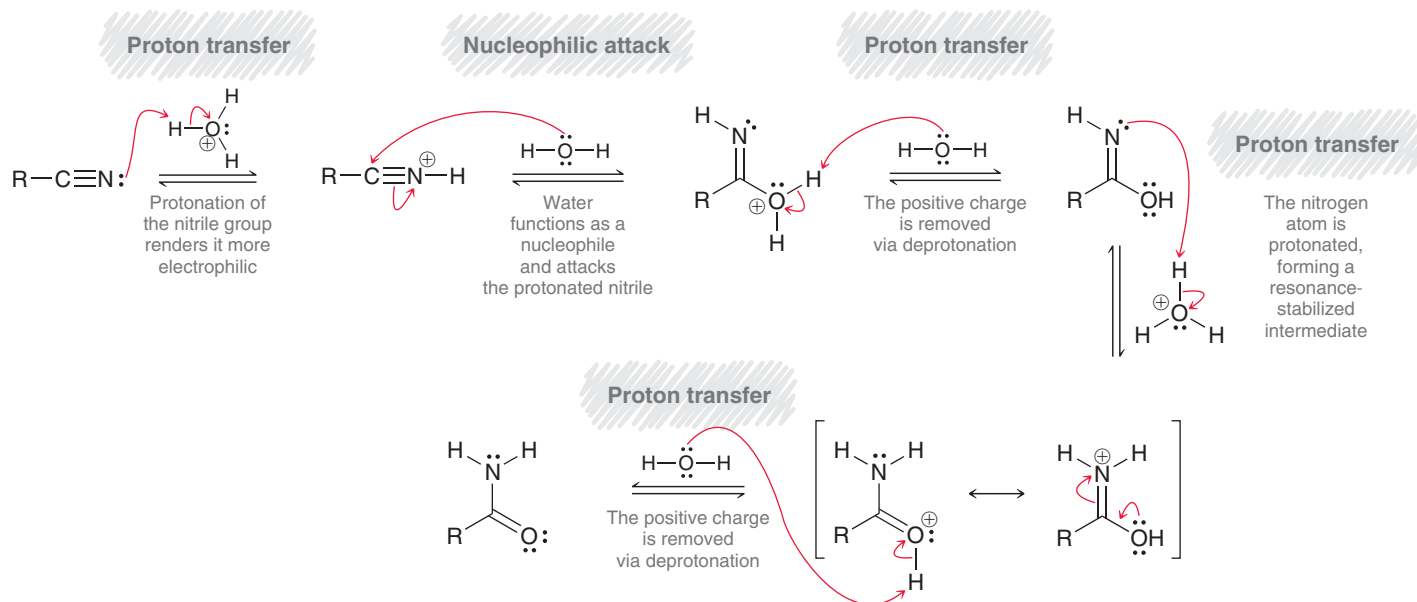 Proton transfer
Nucleophilic attack
Proton transfer
Proton transfer
R—C≡N:
H—O—H
H
⊕
Protonation of
the nitrile group
renders it more
electrophilic
R—C≡N—H
⊕
H—O—H
Water
functions as a
nucleophile
and attacks
the protonated nitrile
H
N
R
O
H
⊕
H
H—O—H
The positive charge
is removed
via deprotonation
H
N
R
OH
The nitrogen
atom is
protonated,
forming a
resonance-
stabilized
intermediate
H
⊕
O
H
H
Proton transfer
H
H
N
R
O
H—O—H
The positive charge
is removed
via deprotonation
H
H
N
R
O
⊕
H
H
H
N
⊕
R
OH